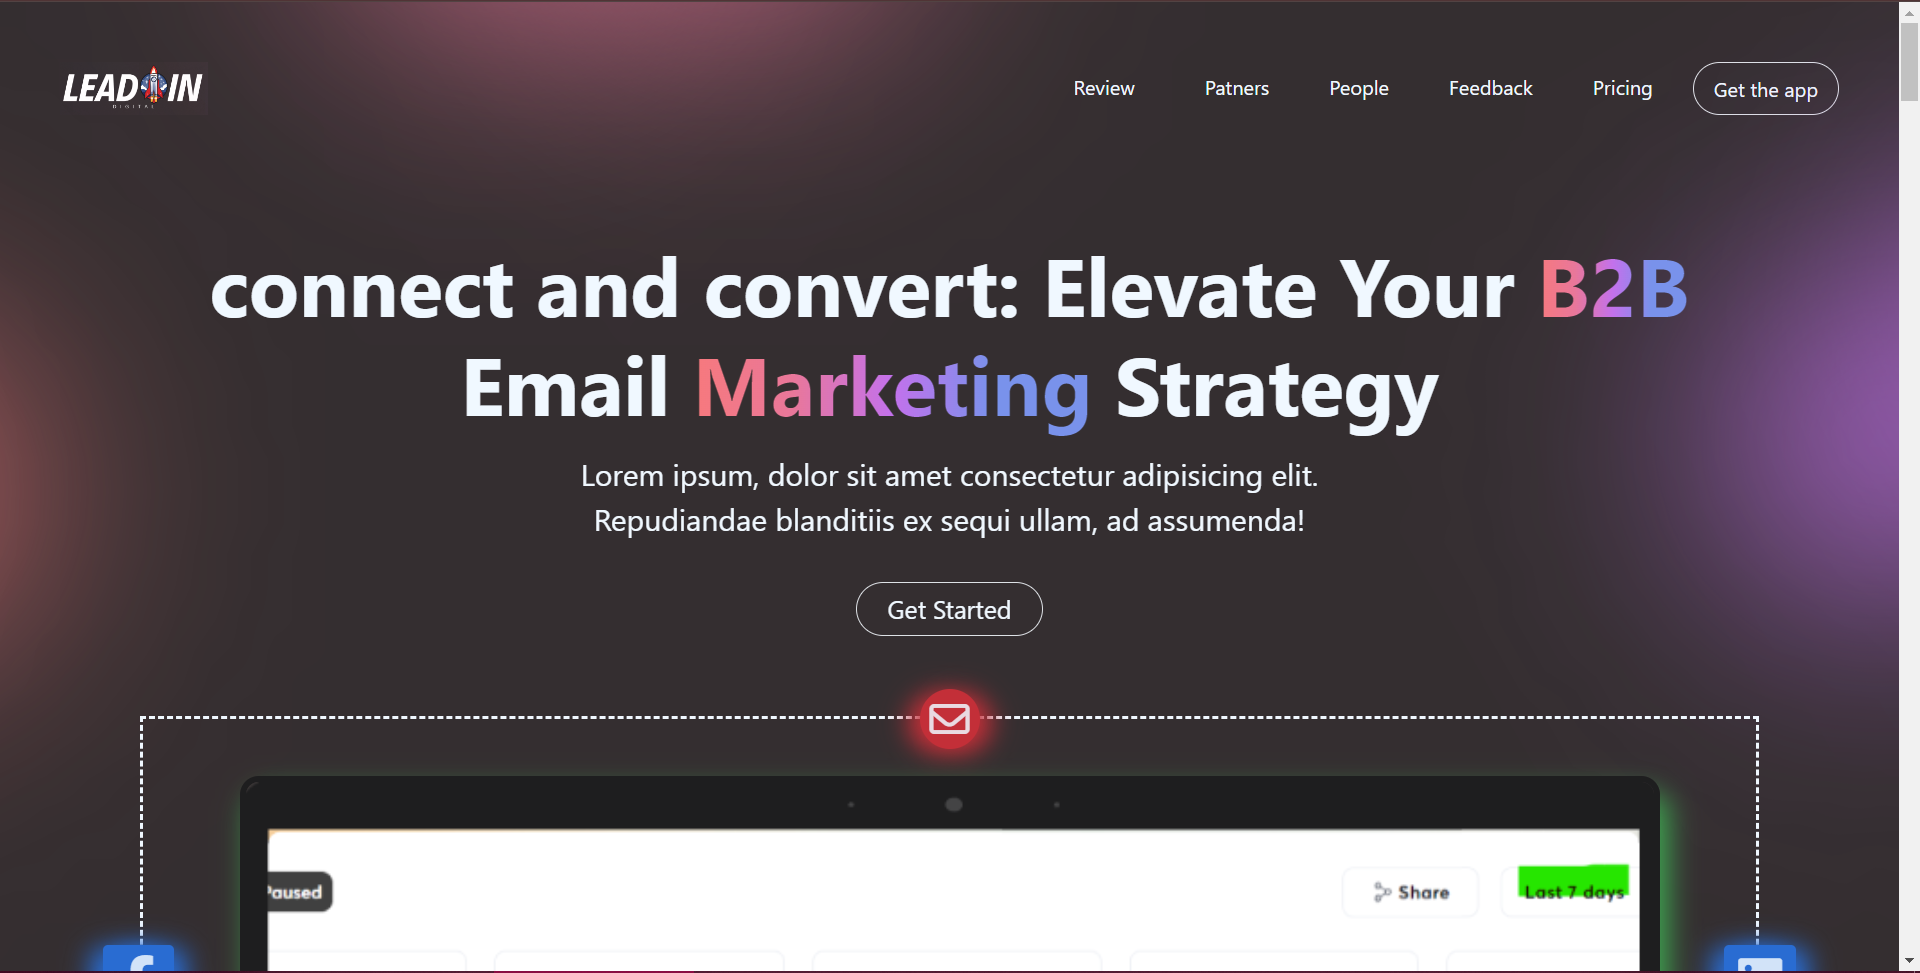 LEAD IN
DIGITAL
Review Patners People Feedback Pricing Get the app
connect and convert: Elevate Your B2B
Email Marketing Strategy
Lorem ipsum, dolor sit amet consectetur adipisicing elit.
Repudiandae blanditiis ex sequi ullam, ad assumenda!
Get Started
Paused Share Last 7 days